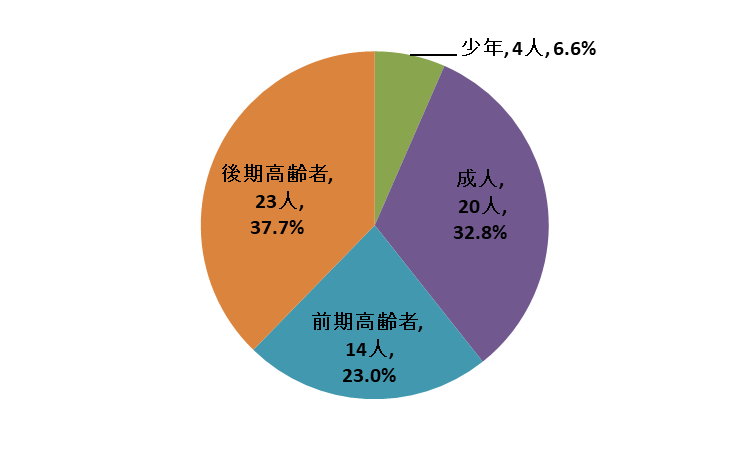 少年, 4人, 6.6%
成人,
20人,
32.8%
前期高齢者,
14人,
23.0%
後期高齢者,
23人,
37.7%